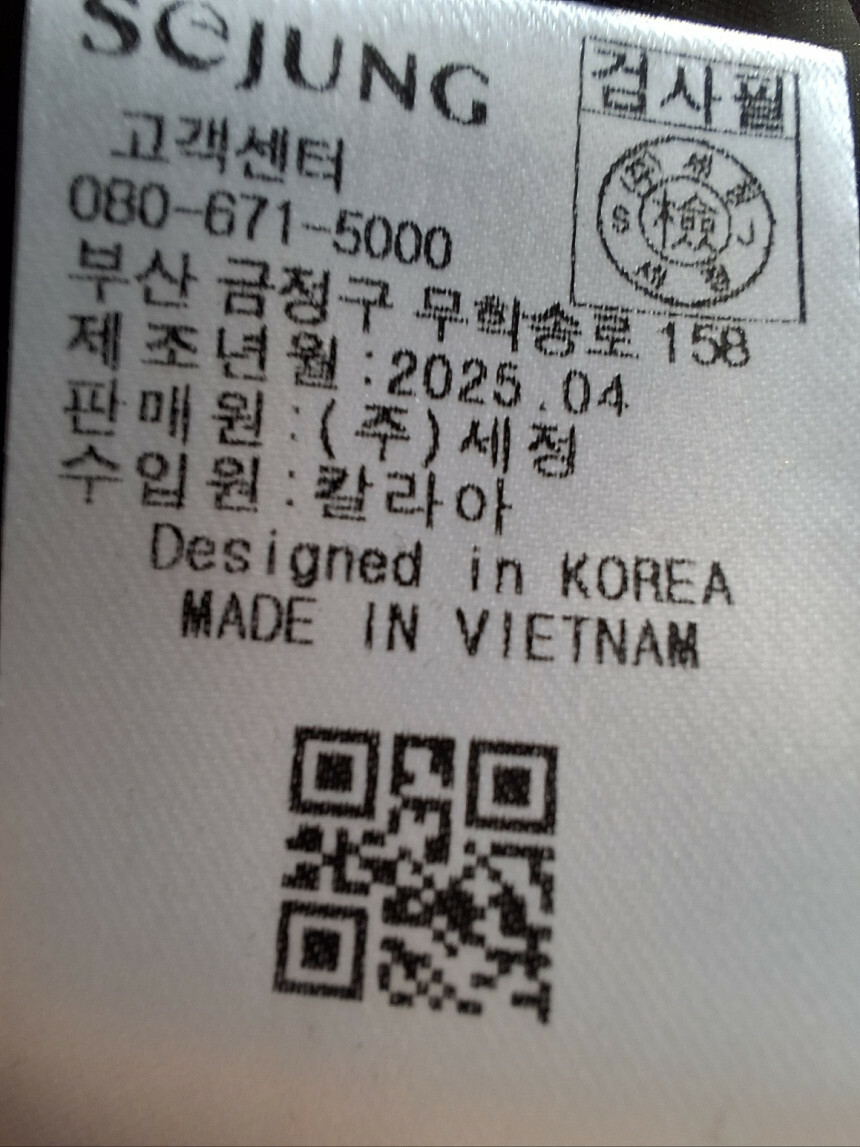 SeJUNG
검사필
檢
S J
고객센터
080-671-5000
부산 금정구 무학송로 158
제조년월:2025.04
판매원:(주)세정
수입원:칼라아
Designed in KOREA
MADE IN VIETNAM